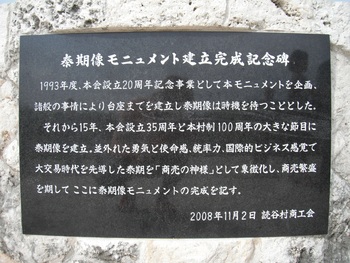 泰期像モニュメント建立完成記念碑
1993年度、本会設立20周年記念事業として本モニュメントを企画、
諸般の事情により台座までを建立し泰期像は時機を待つこととした。
それから15年、本会設立35周年と本村制100周年の大きな節目に
泰期像を建立。並外れた勇気と使命感、統率力、国際的ビジネス感覚で
大交易時代を先導した泰期を「商売の神様」として象徴化し、商売繁盛
を期して ここに泰期像モニュメントの完成を記す。
2008年11月2日 読谷村商工会